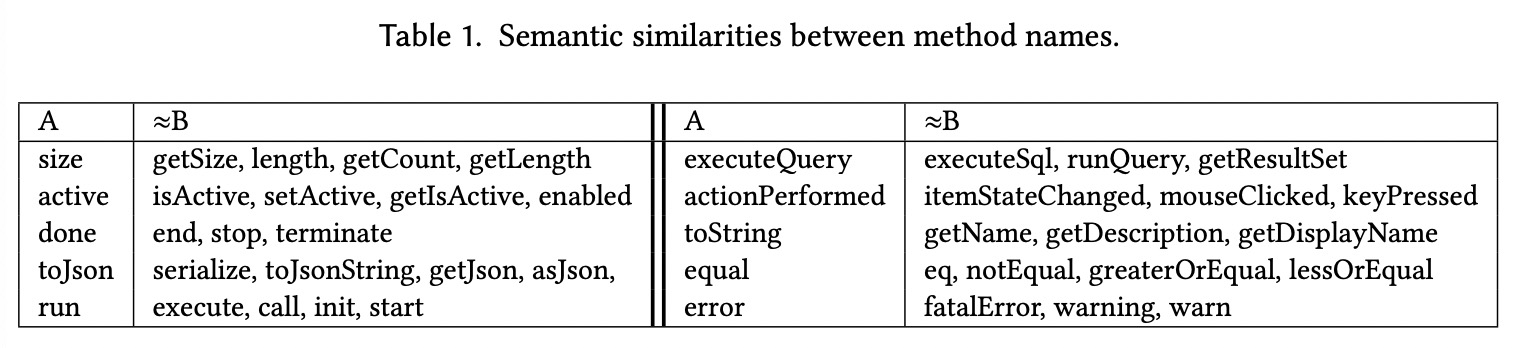 Table 1. Semantic similarities between method names.
A ≈B A ≈B
size getSize, length, getCount, getLength executeQuery executeSql, runQuery, getResultSet
active isActive, setActive, getIsActive, enabled actionPerformed itemStateChanged, mouseClicked, keyPressed
done end, stop, terminate toString getName, getDescription, getDisplayName
toJson serialize, toJsonString, getJson, asJson, equal eq, notEqual, greaterOrEqual, lessOrEqual
run execute, call, init, start error fatalError, warning, warn